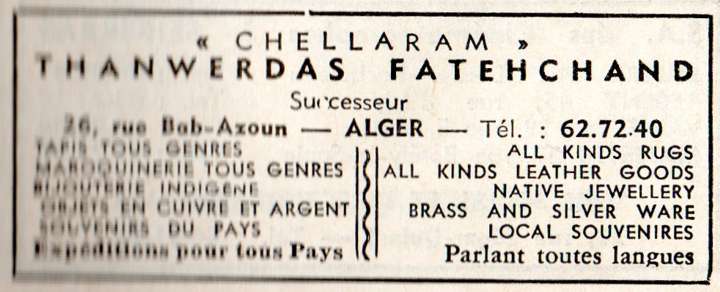 « CHELLARAM »
THANWERDAS FATEHCHAND
Successeur
26, rue Bab-Azoun — ALGER — Tél. : 62.72.40
TAPIS TOUS GENRES
MAROQUINERIE TOUS GENRES
BIJOUTERIE INDIGÈNE
OBJETS EN CUIVRE ET ARGENT
SOUVENIRS DU PAYS
Expéditions pour tous Pays
ALL KINDS RUGS
ALL KINDS LEATHER GOODS
NATIVE JEWELLERY
BRASS AND SILVER WARE
LOCAL SOUVENIRES
Parlant toutes langues